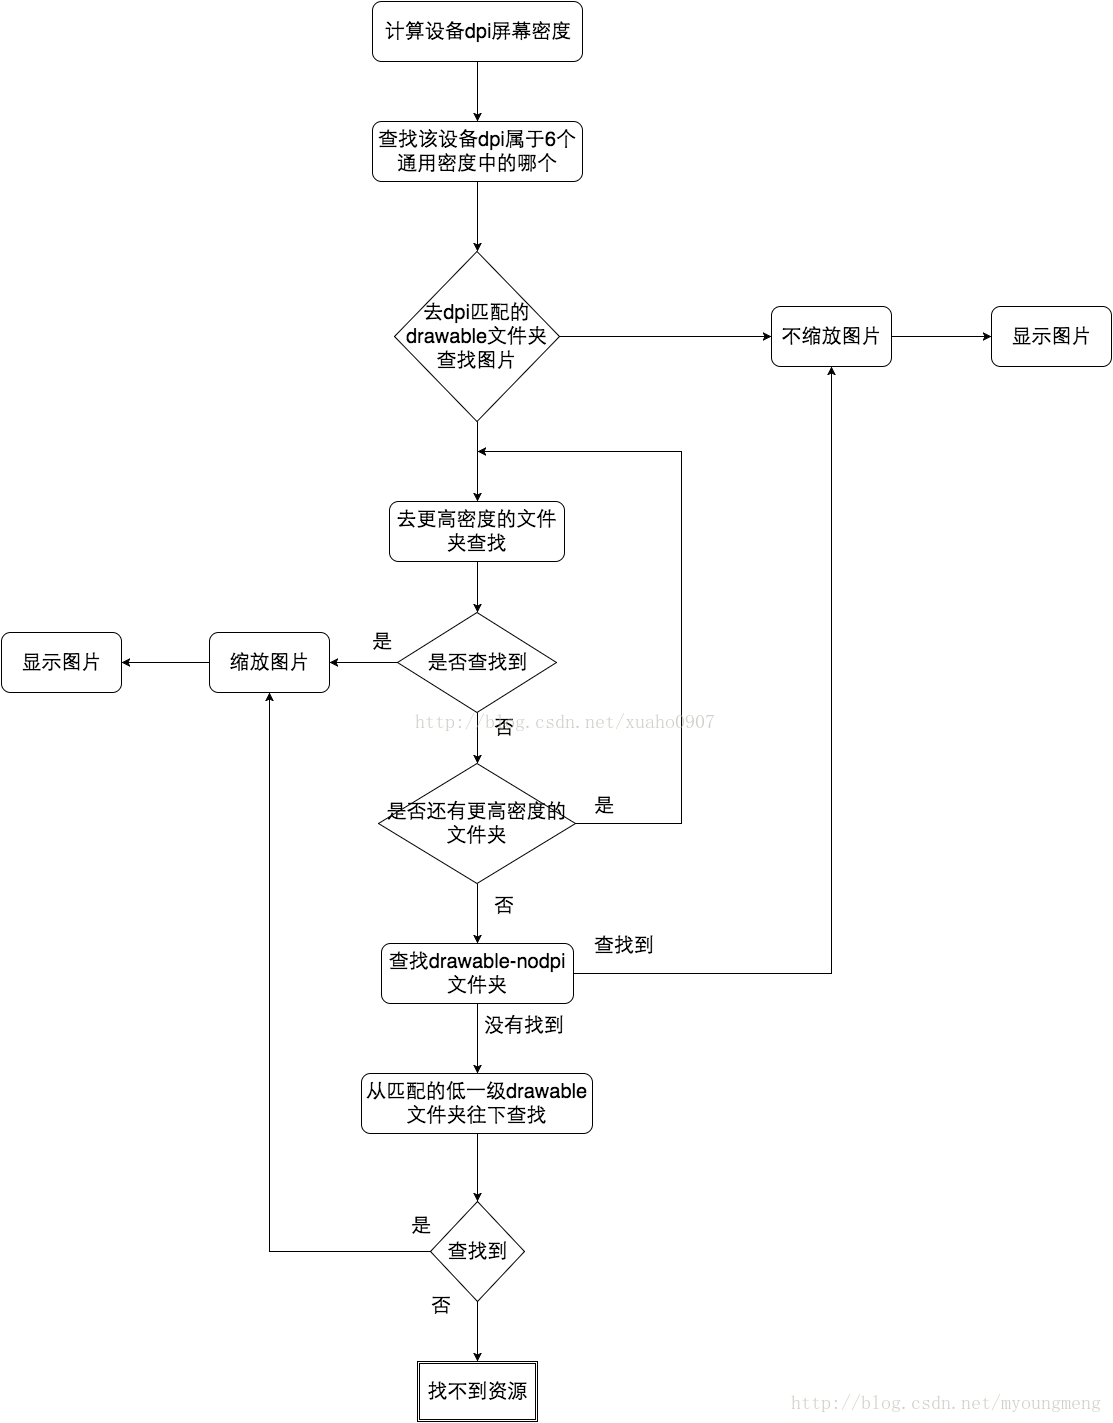 计算设备dpi屏幕密度
查找该设备dpi属于6个
通用密度中的哪个
去dpi匹配的
drawable文件夹
查找图片
不缩放图片
显示图片
去更高密度的文件
夹查找
是
显示图片
缩放图片
是否查找到
http://blog.csdn.net/xuaho0907
否
是否还有更高密度的
文件夹
是
否
查找drawable-nodpi
文件夹
查找到
没有找到
从匹配的低一级drawable
文件夹往下查找
是
查找到
否
找不到资源
http://blog.csdn.net/myoungmeng